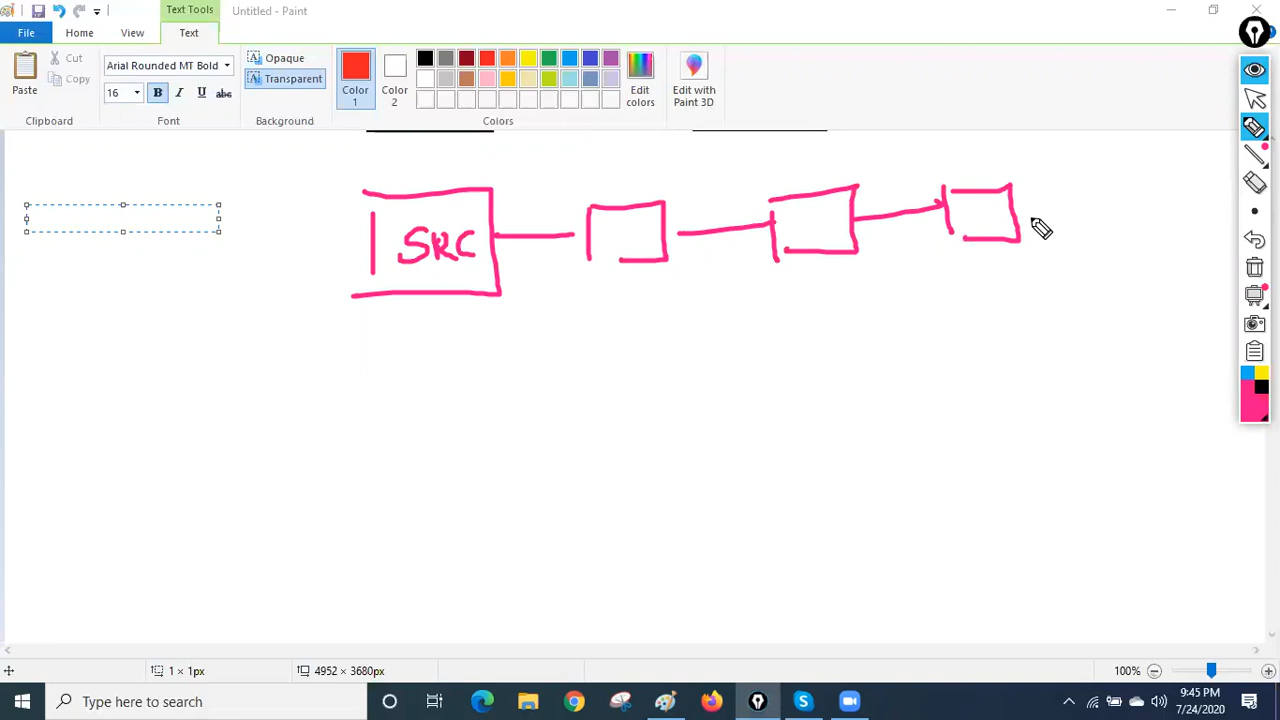 Text Tools
Untitled - Paint
File
Home
View
Text
Paste
Cut
Copy
Arial Rounded MT Bold
16
B
I
U
abc
Opaque
Transparent
Color 1
Color 2
Edit colors
Edit with Paint 3D
Clipboard
Font
Background
Colors
SRC
1 × 1px
4952 × 3680px
100%
Type here to search
9:45 PM
7/24/2020